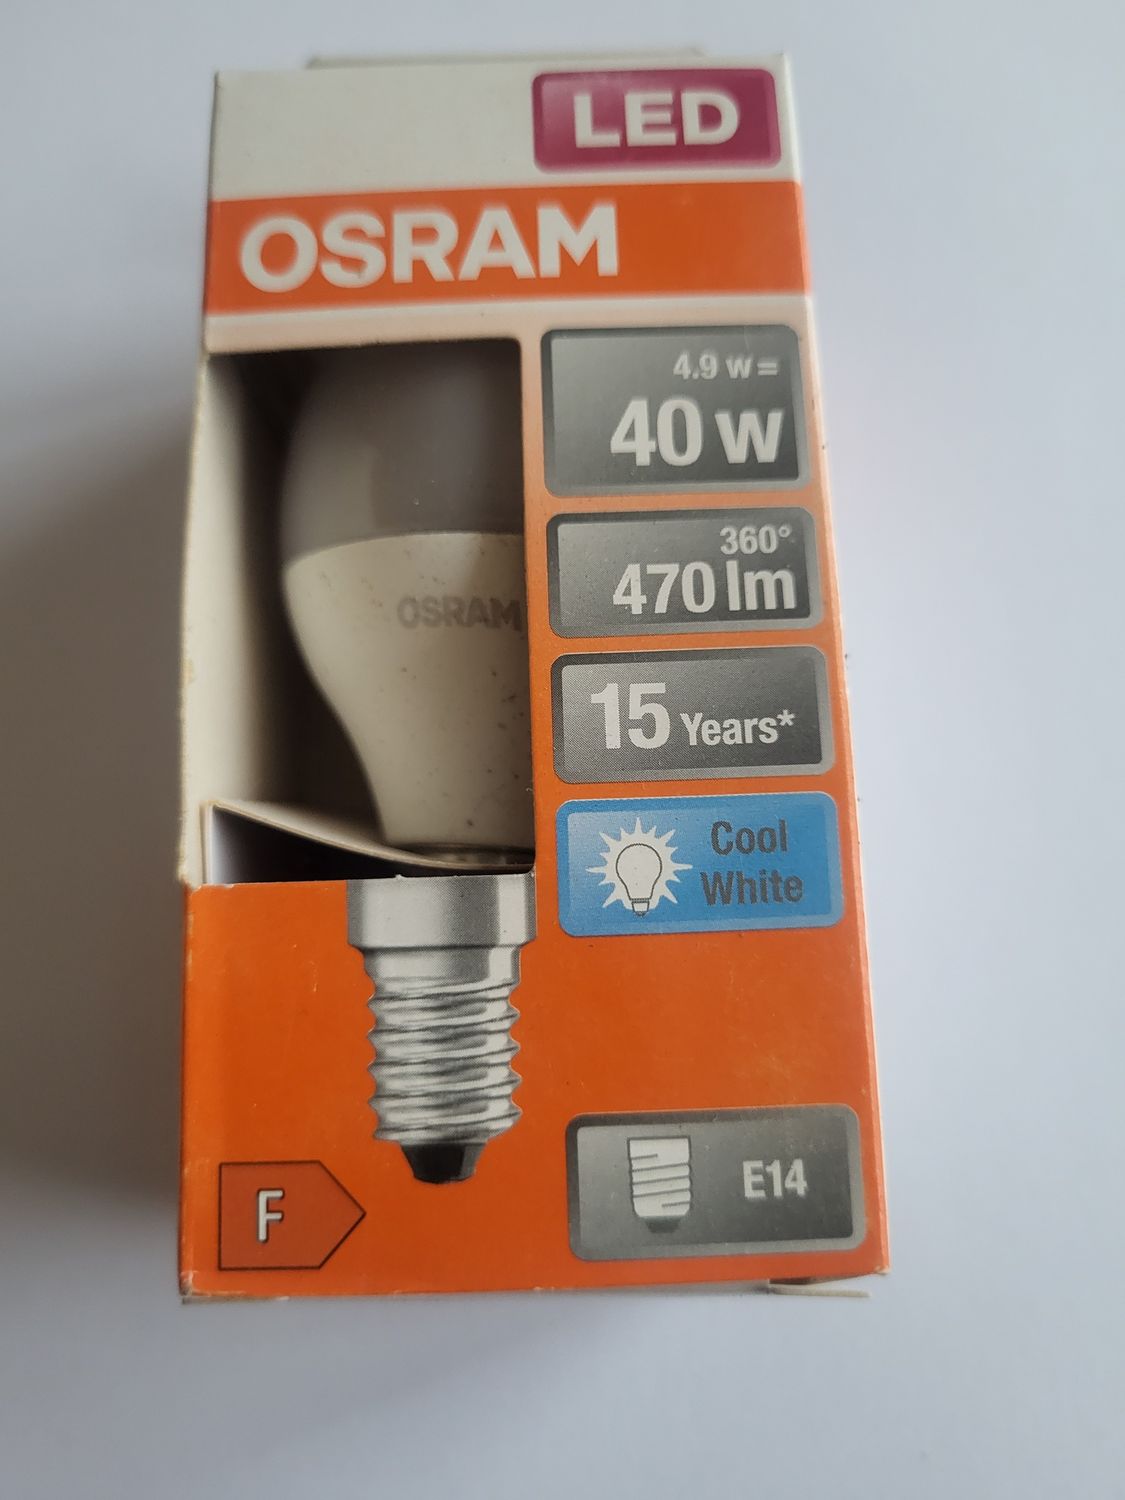 LED
OSRAM
4.9 W =
40 W
360°
470 lm
OSRAM
15 Years*
Cool
White
E14
F